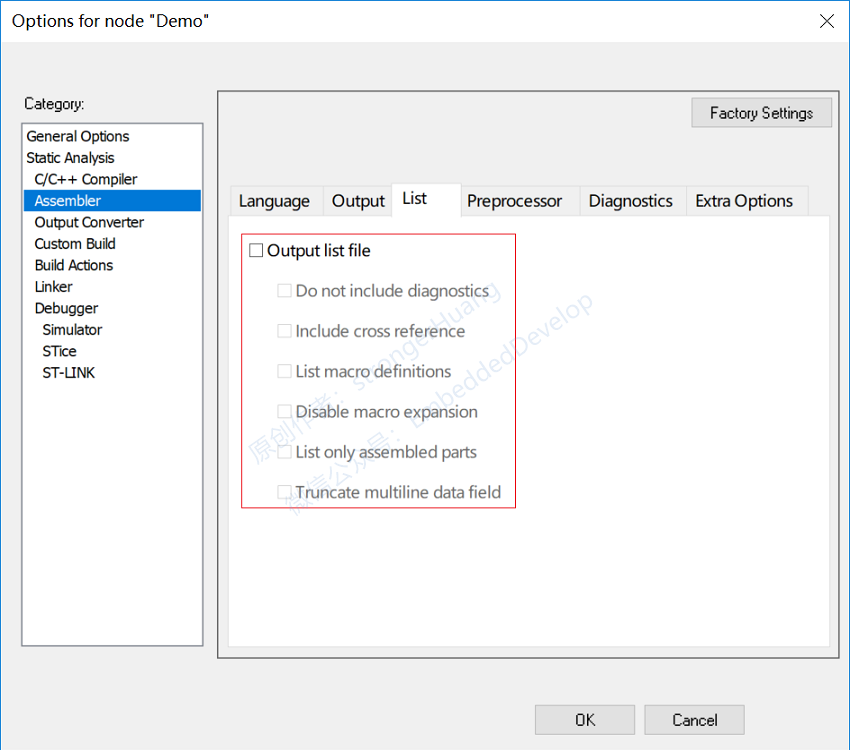 Options for node "Demo"
Category:
General Options
Static Analysis
C/C++ Compiler
Assembler
Output Converter
Custom Build
Build Actions
Linker
Debugger
Simulator
STice
ST-LINK
Factory Settings
Language Output List Preprocessor Diagnostics Extra Options
Output list file
Do not include diagnostics
Include cross reference
List macro definitions
Disable macro expansion
List only assembled parts
Truncate multiline data field
原创作者：strongerHuang
微信公众号：EmbeddedDevelop
OK Cancel